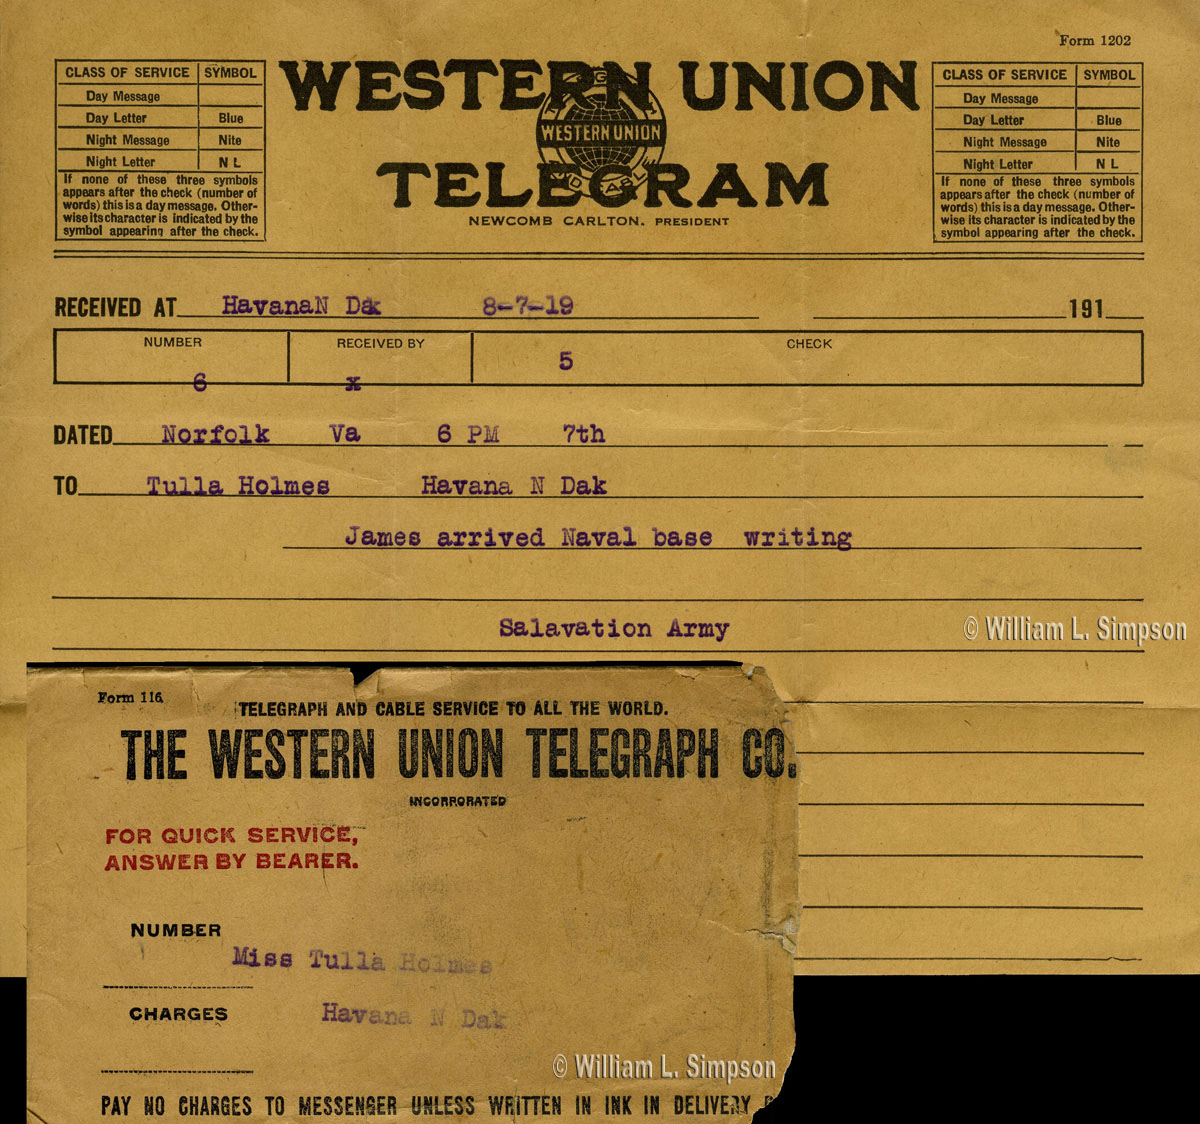 Form 1202
CLASS OF SERVICE SYMBOL
Day Message
Day Letter Blue
Night Message Nite
Night Letter N L
If none of these three symbols
appears after the check (number of
words) this is a day message. Other-
wise its character is indicated by the
symbol appearing after the check.
WESTERN UNION
WESTERN UNION
TELEGRAM
NEWCOMB CARLTON, PRESIDENT
CLASS OF SERVICE SYMBOL
Day Message
Day Letter Blue
Night Message Nite
Night Letter N L
If none of these three symbols
appears after the check (number of
words) this is a day message. Other-
wise its character is indicated by the
symbol appearing after the check.
RECEIVED AT HavanaN Dak 8-7-19 191
NUMBER RECEIVED BY CHECK
6 x 5
DATED Norfolk Va 6 PM 7th
TO Tulla Holmes Havana N Dak
James arrived Naval base writing
Salavation Army
© William L. Simpson
Form 116
TELEGRAPH AND CABLE SERVICE TO ALL THE WORLD.
THE WESTERN UNION TELEGRAPH CO.
INCORPORATED
FOR QUICK SERVICE,
ANSWER BY BEARER.
NUMBER
Miss Tulla Holmes
CHARGES
Havana N Dak
© William L. Simpson
PAY NO CHARGES TO MESSENGER UNLESS WRITTEN IN INK IN DELIVERY